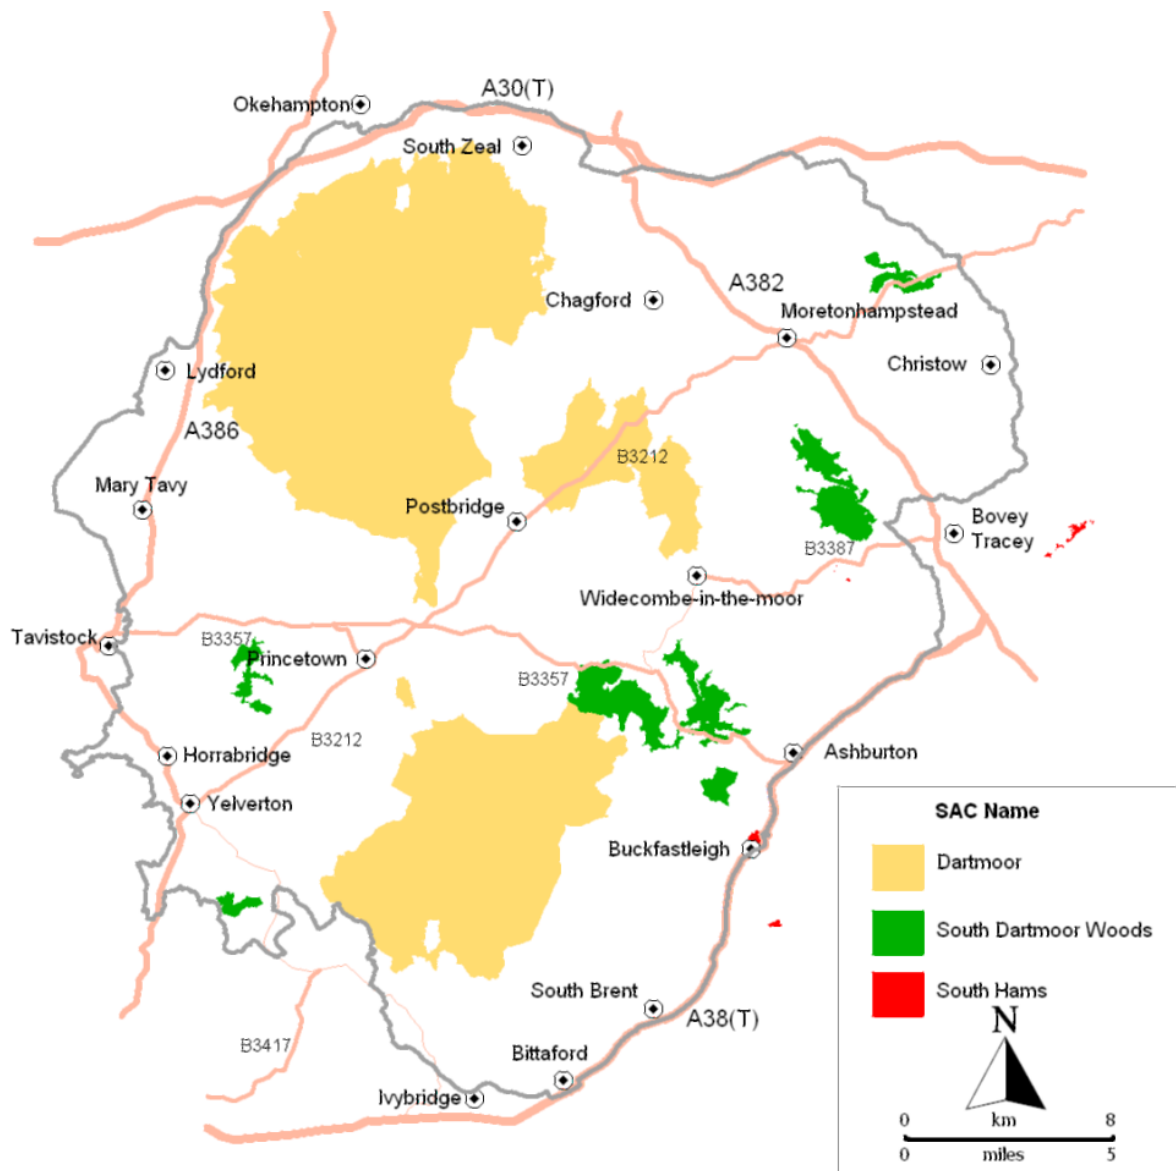 A30(T)
Okehampton
South Zeal
A382
Chagford
Moretonhampstead
Christow
Lydford
A386
B3212
Mary Tavy
Postbridge
Bovey
Tracey
B3387
Widecombe-in-the-moor
Tavistock
B3357
Princetown
B3357
B3212
Horrabridge
Ashburton
Yelverton
SAC Name
Buckfastleigh
Dartmoor
South Dartmoor Woods
South Brent
South Hams
A38(T)
N
B3417
Bittaford
Ivybridge
0 km 8
0 miles 5